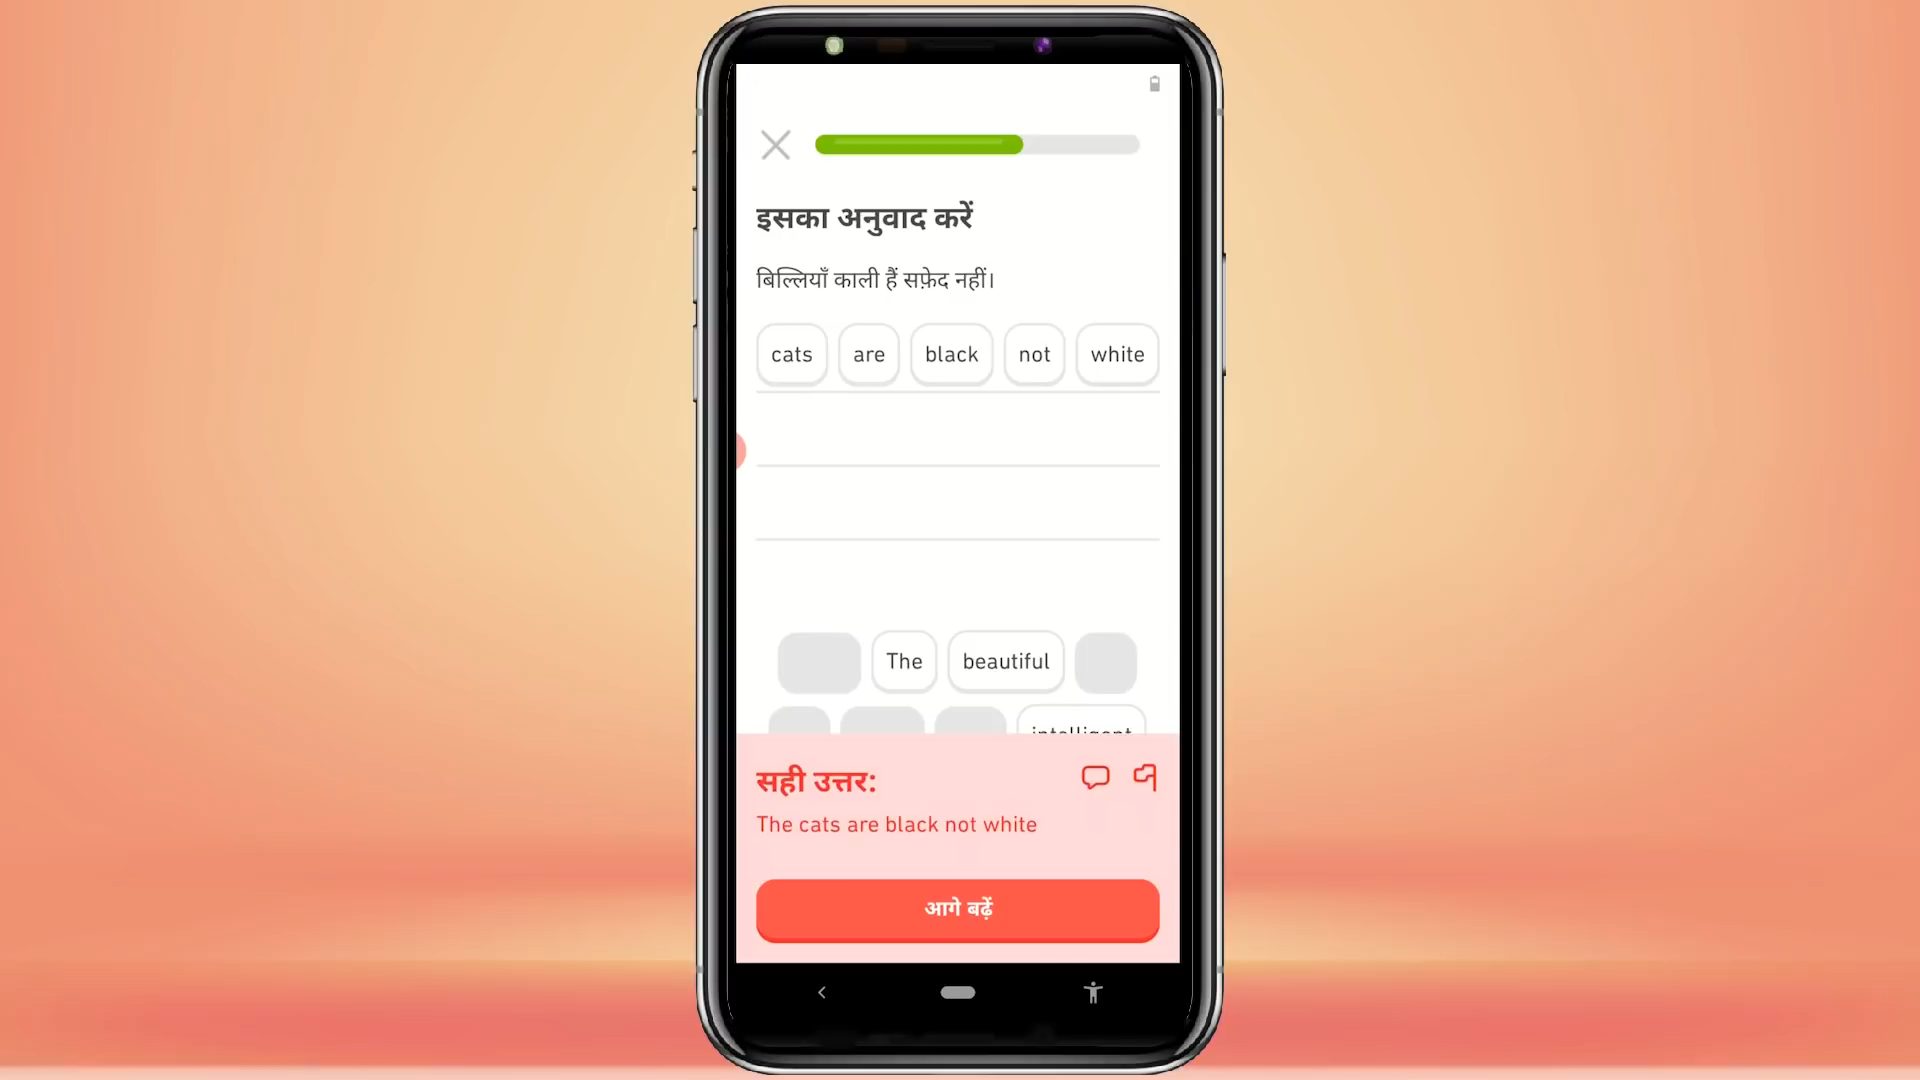 इसका अनुवाद करें
बिल्लियाँ काली हैं सफ़ेद नहीं।
cats are black not white
The beautiful
intelligent
सही उत्तर:
The cats are black not white
आगे बढ़ें